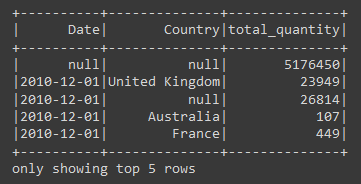 +----------+--------------+--------------+
|      Date|       Country|total_quantity|
+----------+--------------+--------------+
|      null|          null|       5176450|
|2010-12-01|United Kingdom|         23949|
|2010-12-01|          null|         26814|
|2010-12-01|     Australia|           107|
|2010-12-01|        France|           449|
+----------+--------------+--------------+
only showing top 5 rows